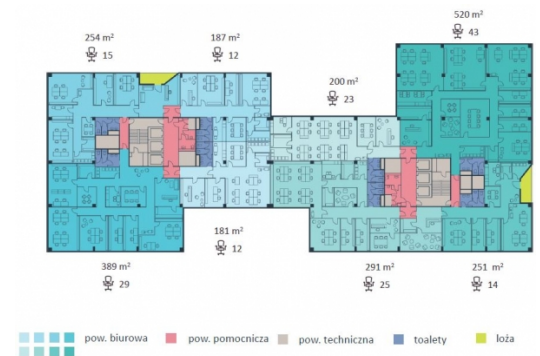 520 m²
43
254 m²
15
187 m²
12
200 m²
23
181 m²
12
389 m²
29
291 m²
25
251 m²
14
pow. biurowa
pow. pomocnicza
pow. techniczna
toalety
loża